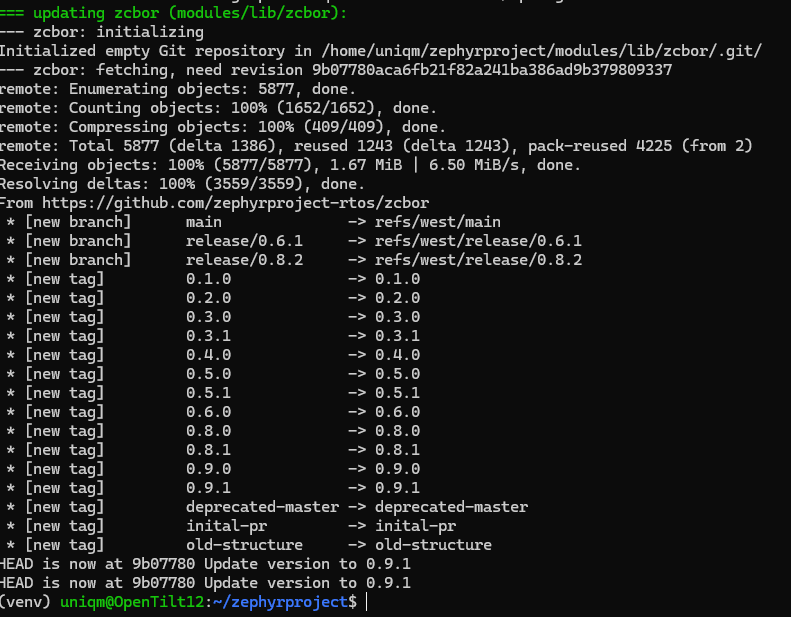 === updating zcbor (modules/lib/zcbor):
--- zcbor: initializing
Initialized empty Git repository in /home/uniqm/zephyrproject/modules/lib/zcbor/.git/
--- zcbor: fetching, need revision 9b07780aca6fb21f82a241ba386ad9b379809337
remote: Enumerating objects: 5877, done.
remote: Counting objects: 100% (1652/1652), done.
remote: Compressing objects: 100% (409/409), done.
remote: Total 5877 (delta 1386), reused 1243 (delta 1243), pack-reused 4225 (from 2)
Receiving objects: 100% (5877/5877), 1.67 MiB | 6.50 MiB/s, done.
Resolving deltas: 100% (3559/3559), done.
From https://github.com/zephyrproject-rtos/zcbor
 * [new branch]      main              -> refs/west/main
 * [new branch]      release/0.6.1     -> refs/west/release/0.6.1
 * [new branch]      release/0.8.2     -> refs/west/release/0.8.2
 * [new tag]         0.1.0             -> 0.1.0
 * [new tag]         0.2.0             -> 0.2.0
 * [new tag]         0.3.0             -> 0.3.0
 * [new tag]         0.3.1             -> 0.3.1
 * [new tag]         0.4.0             -> 0.4.0
 * [new tag]         0.5.0             -> 0.5.0
 * [new tag]         0.5.1             -> 0.5.1
 * [new tag]         0.6.0             -> 0.6.0
 * [new tag]         0.8.0             -> 0.8.0
 * [new tag]         0.8.1             -> 0.8.1
 * [new tag]         0.9.0             -> 0.9.0
 * [new tag]         0.9.1             -> 0.9.1
 * [new tag]         deprecated-master -> deprecated-master
 * [new tag]         inital-pr         -> inital-pr
 * [new tag]         old-structure     -> old-structure
HEAD is now at 9b07780 Update version to 0.9.1
HEAD is now at 9b07780 Update version to 0.9.1
(venv) uniqm@OpenTilt12:~/zephyrproject$